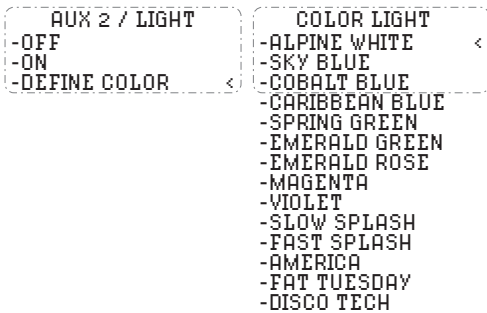 AUX 2 / LIGHT
-OFF
-ON
-DEFINE COLOR <
COLOR LIGHT
-ALPINE WHITE <
-SKY BLUE
-COBALT BLUE
-CARIBBEAN BLUE
-SPRING GREEN
-EMERALD GREEN
-EMERALD ROSE
-MAGENTA
-VIOLET
-SLOW SPLASH
-FAST SPLASH
-AMERICA
-FAT TUESDAY
-DISCO TECH